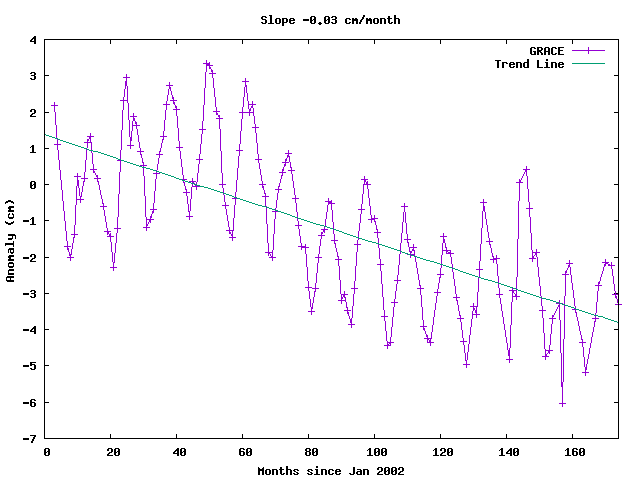 Slope -0.03 cm/month
GRACE
Trend Line
4
3
2
1
0
-1
-2
-3
-4
-5
-6
-7
Anomaly (cm)
0 20 40 60 80 100 120 140 160
Months since Jan 2002